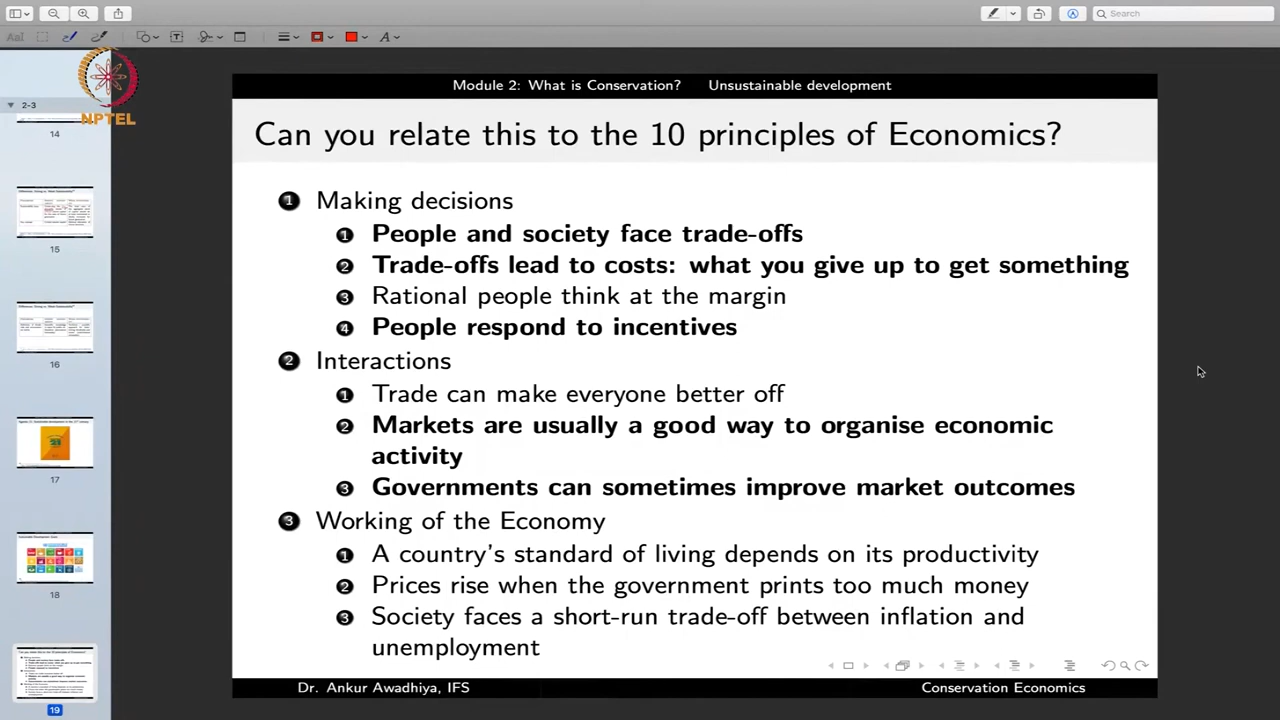 Search
AaI
A
NPTEL
2-3
14
15
16
17
18
19
Module 2: What is Conservation? Unsustainable development
Can you relate this to the 10 principles of Economics?
1 Making decisions
1 People and society face trade-offs
2 Trade-offs lead to costs: what you give up to get something
3 Rational people think at the margin
4 People respond to incentives
2 Interactions
1 Trade can make everyone better off
2 Markets are usually a good way to organise economic
activity
3 Governments can sometimes improve market outcomes
3 Working of the Economy
1 A country's standard of living depends on its productivity
2 Prices rise when the government prints too much money
3 Society faces a short-run trade-off between inflation and
unemployment
Dr. Ankur Awadhiya, IFS Conservation Economics